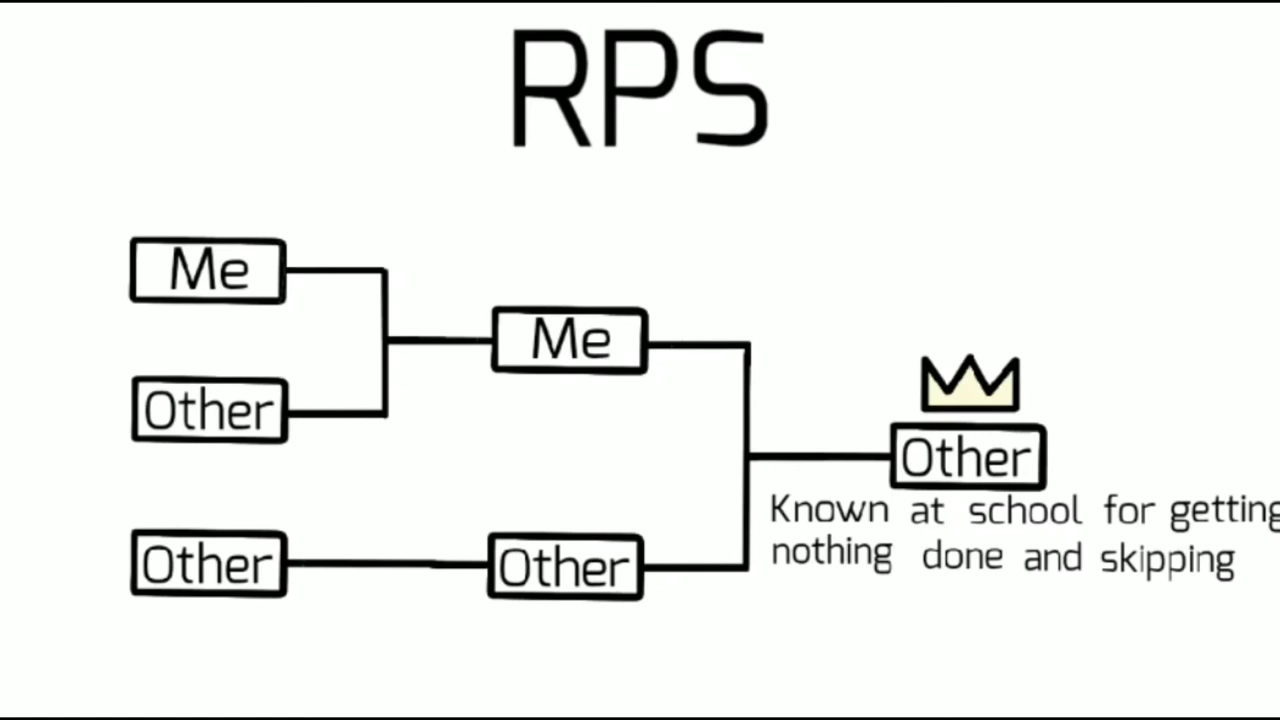 RPS
Me
Other
Me
Other
Other
Other
Known at school for getting
nothing done and skipping